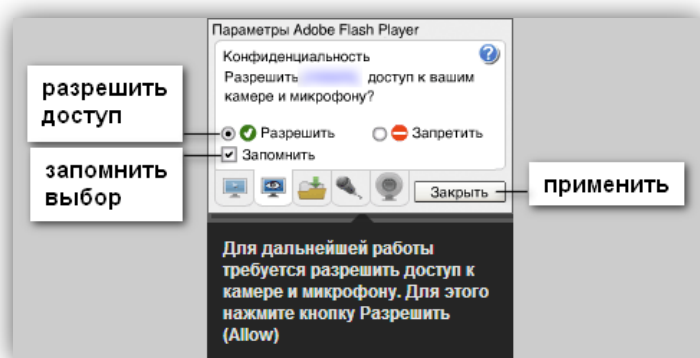 Параметры Adobe Flash Player
Конфиденциальность
Разрешить доступ к вашим
камере и микрофону?
разрешить
доступ
Разрешить
Запретить
Запомнить
запомнить
выбор
Закрыть
применить
Для дальнейшей работы
требуется разрешить доступ к
камере и микрофону. Для этого
нажмите кнопку Разрешить
(Allow)